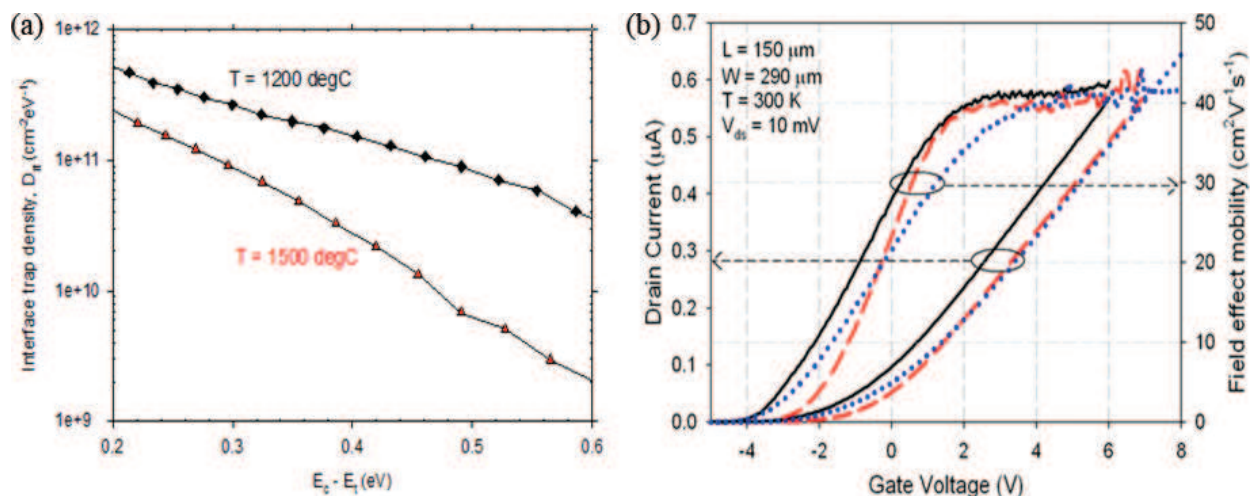 (a)
1e+12
1e+11
1e+10
1e+9
Interface trap density, Dit (cm-2eV-1)
T = 1200 degC
T = 1500 degC
0.2 0.3 0.4 0.5 0.6
Ec - Et (eV)
(b)
0.7
0.6
0.5
0.4
0.3
0.2
0.1
0.0
Drain Current (μA)
L = 150 μm
W = 290 μm
T = 300 K
Vds = 10 mV
50
40
30
20
10
0
Field effect mobility (cm2V-1s-1)
-4 -2 0 2 4 6 8
Gate Voltage (V)